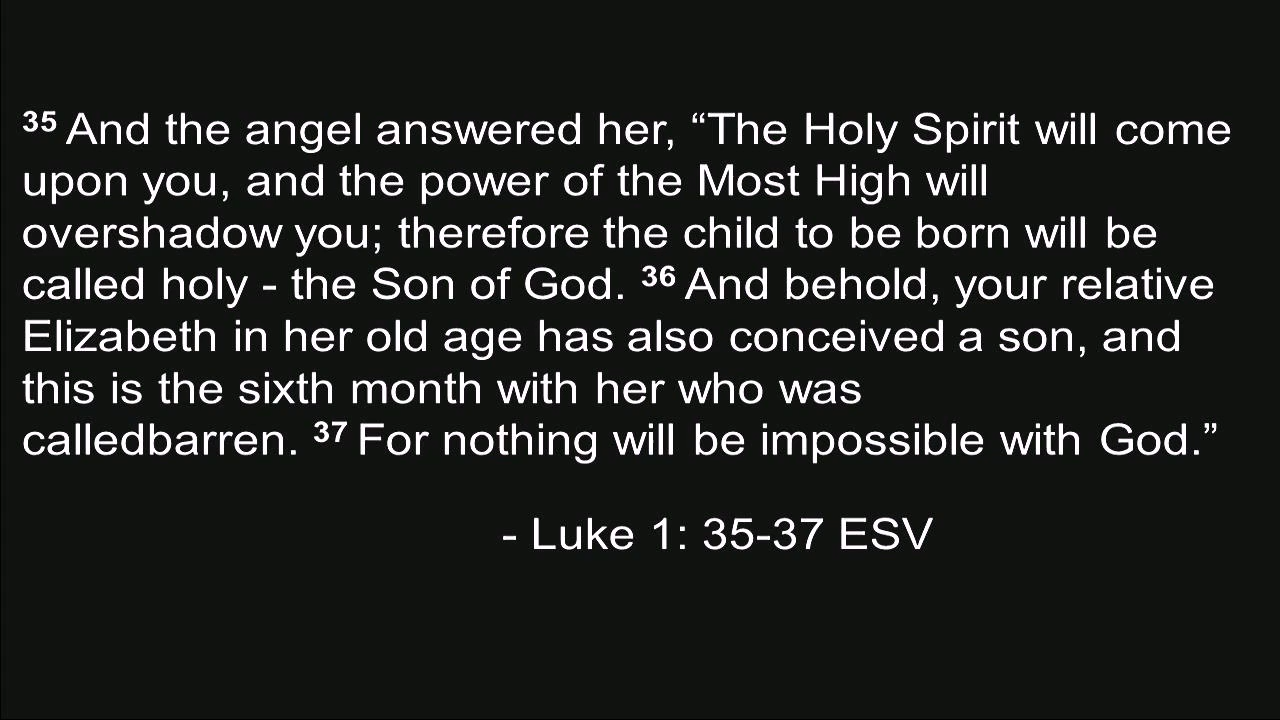 35 And the angel answered her, “The Holy Spirit will come
upon you, and the power of the Most High will
overshadow you; therefore the child to be born will be
called holy - the Son of God. 36 And behold, your relative
Elizabeth in her old age has also conceived a son, and
this is the sixth month with her who was
calledbarren. 37 For nothing will be impossible with God.”
- Luke 1: 35-37 ESV